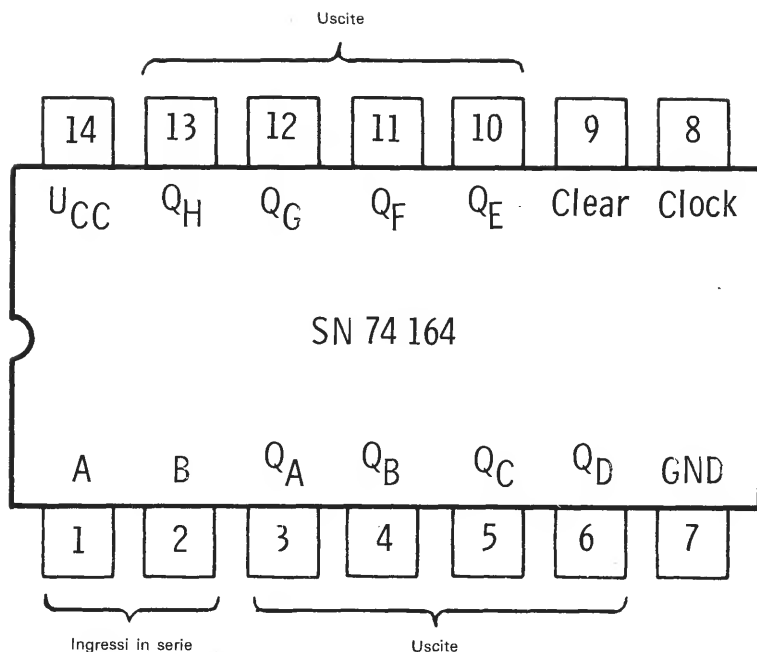 Uscite
14 13 12 11 10 9 8
UCC QH QG QF QE Clear Clock
SN 74 164
A B QA QB QC QD GND
1 2 3 4 5 6 7
Ingressi in serie Uscite